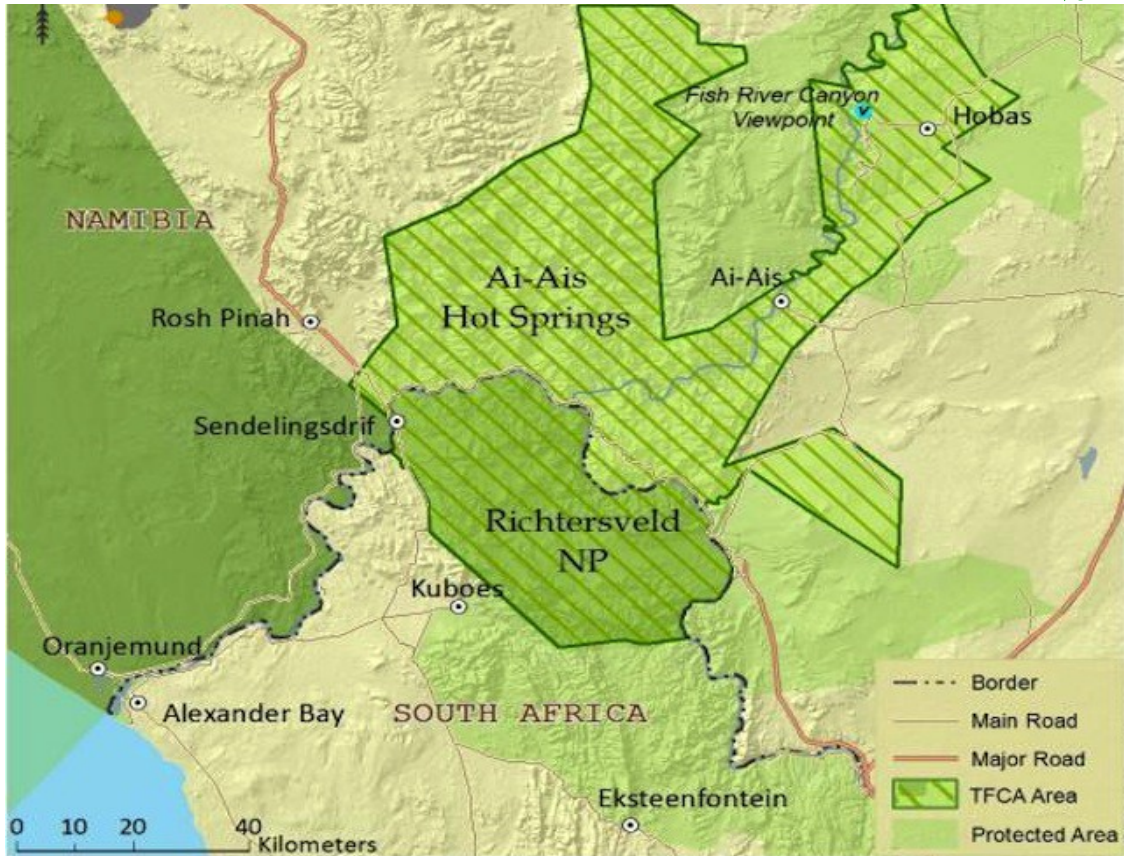 Fish River Canyon
Viewpoint
Hobas
NAMIBIA
Ai-Ais
Hot Springs
Ai-Ais
Rosh Pinah
Sendelingsdrif
Richtersveld
NP
Kuboes
Oranjemund
Alexander Bay
SOUTH AFRICA
Eksteenfontein
Border
Main Road
Major Road
TFCA Area
Protected Area
0 10 20 40
Kilometers